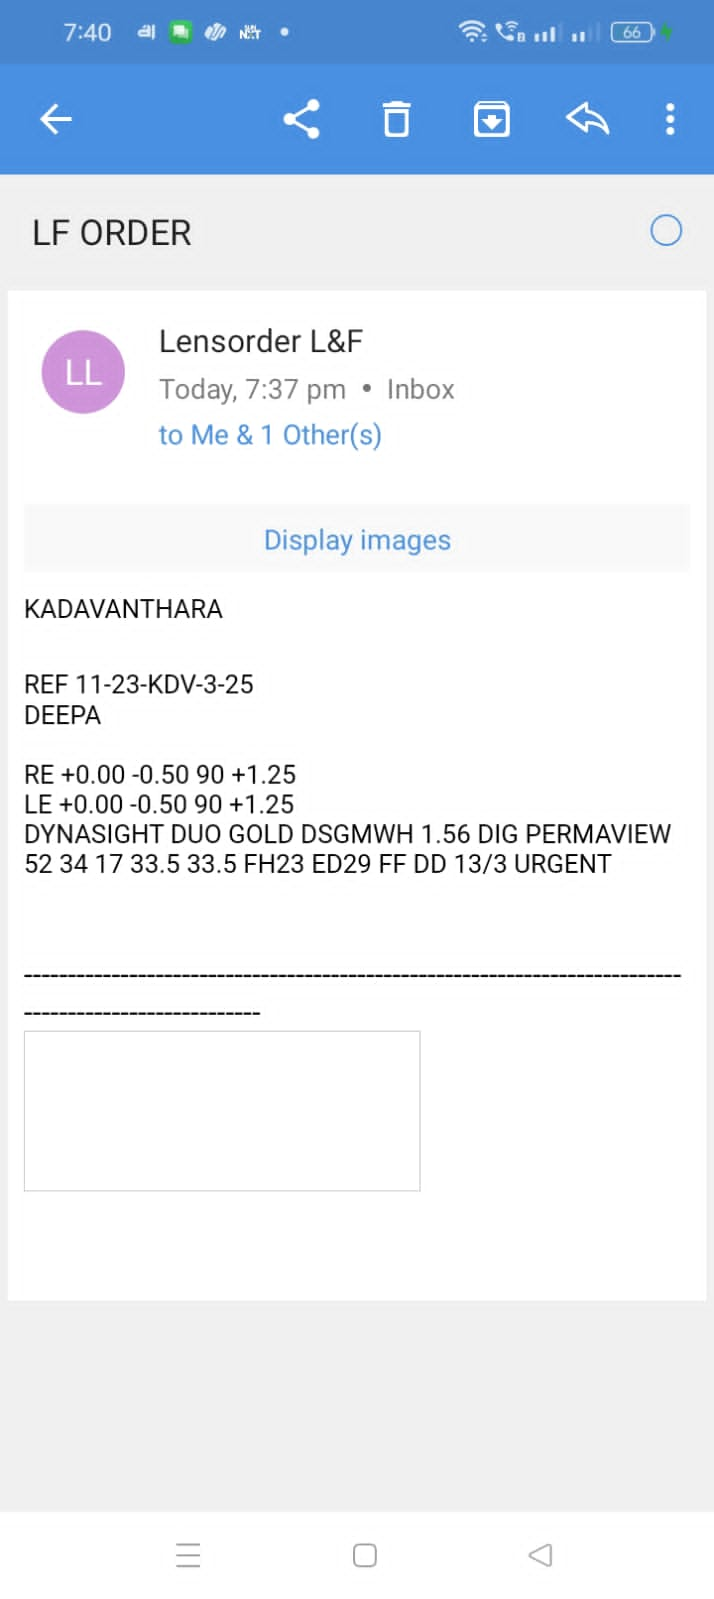 7:40
66
LF ORDER
LL
Lensorder L&F
Today, 7:37 pm • Inbox
to Me & 1 Other(s)
Display images
KADAVANTHARA
REF 11-23-KDV-3-25
DEEPA
RE +0.00 -0.50 90 +1.25
LE +0.00 -0.50 90 +1.25
DYNASIGHT DUO GOLD DSGMWH 1.56 DIG PERMAVIEW
52 34 17 33.5 33.5 FH23 ED29 FF DD 13/3 URGENT